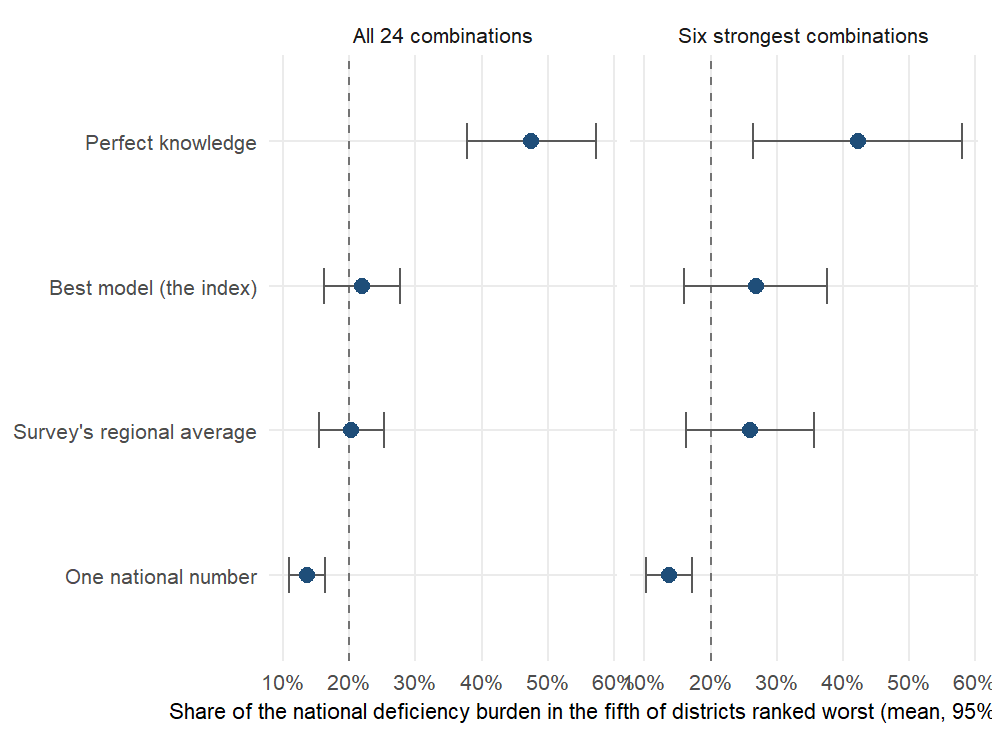 All 24 combinations
Six strongest combinations
Perfect knowledge
Best model (the index)
Survey's regional average
One national number
10% 20% 30% 40% 50% 60%
10% 20% 30% 40% 50% 60%
Share of the national deficiency burden in the fifth of districts ranked worst (mean, 95%